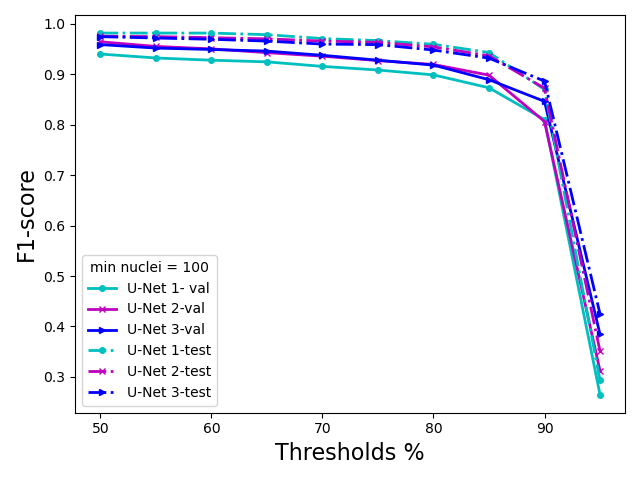 1.0
0.9
0.8
0.7
0.6
0.5
0.4
0.3
F1-score
min nuclei = 100
U-Net 1- val
U-Net 2-val
U-Net 3-val
U-Net 1-test
U-Net 2-test
U-Net 3-test
50 60 70 80 90
Thresholds %